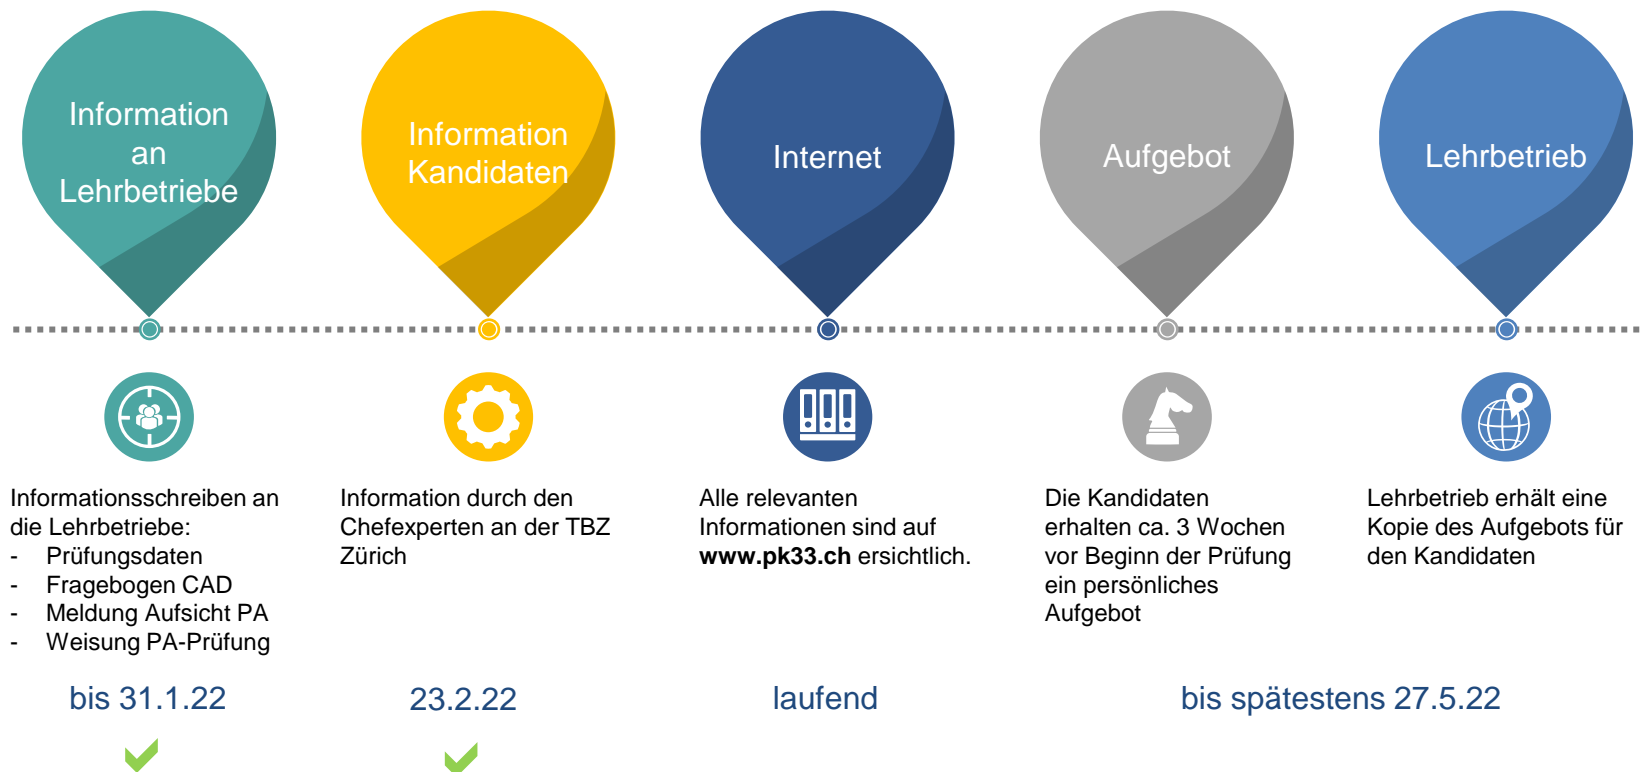 Information
an
Lehrbetriebe
Information
Kandidaten
Internet
Aufgebot
Lehrbetrieb
Informationsschreiben an
die Lehrbetriebe:
- Prüfungsdaten
- Fragebogen CAD
- Meldung Aufsicht PA
- Weisung PA-Prüfung
Information durch den
Chefexperten an der TBZ
Zürich
Alle relevanten
Informationen sind auf
www.pk33.ch ersichtlich.
Die Kandidaten
erhalten ca. 3 Wochen
vor Beginn der Prüfung
ein persönliches
Aufgebot
Lehrbetrieb erhält eine
Kopie des Aufgebots für
den Kandidaten
bis 31.1.22
23.2.22
laufend
bis spätestens 27.5.22